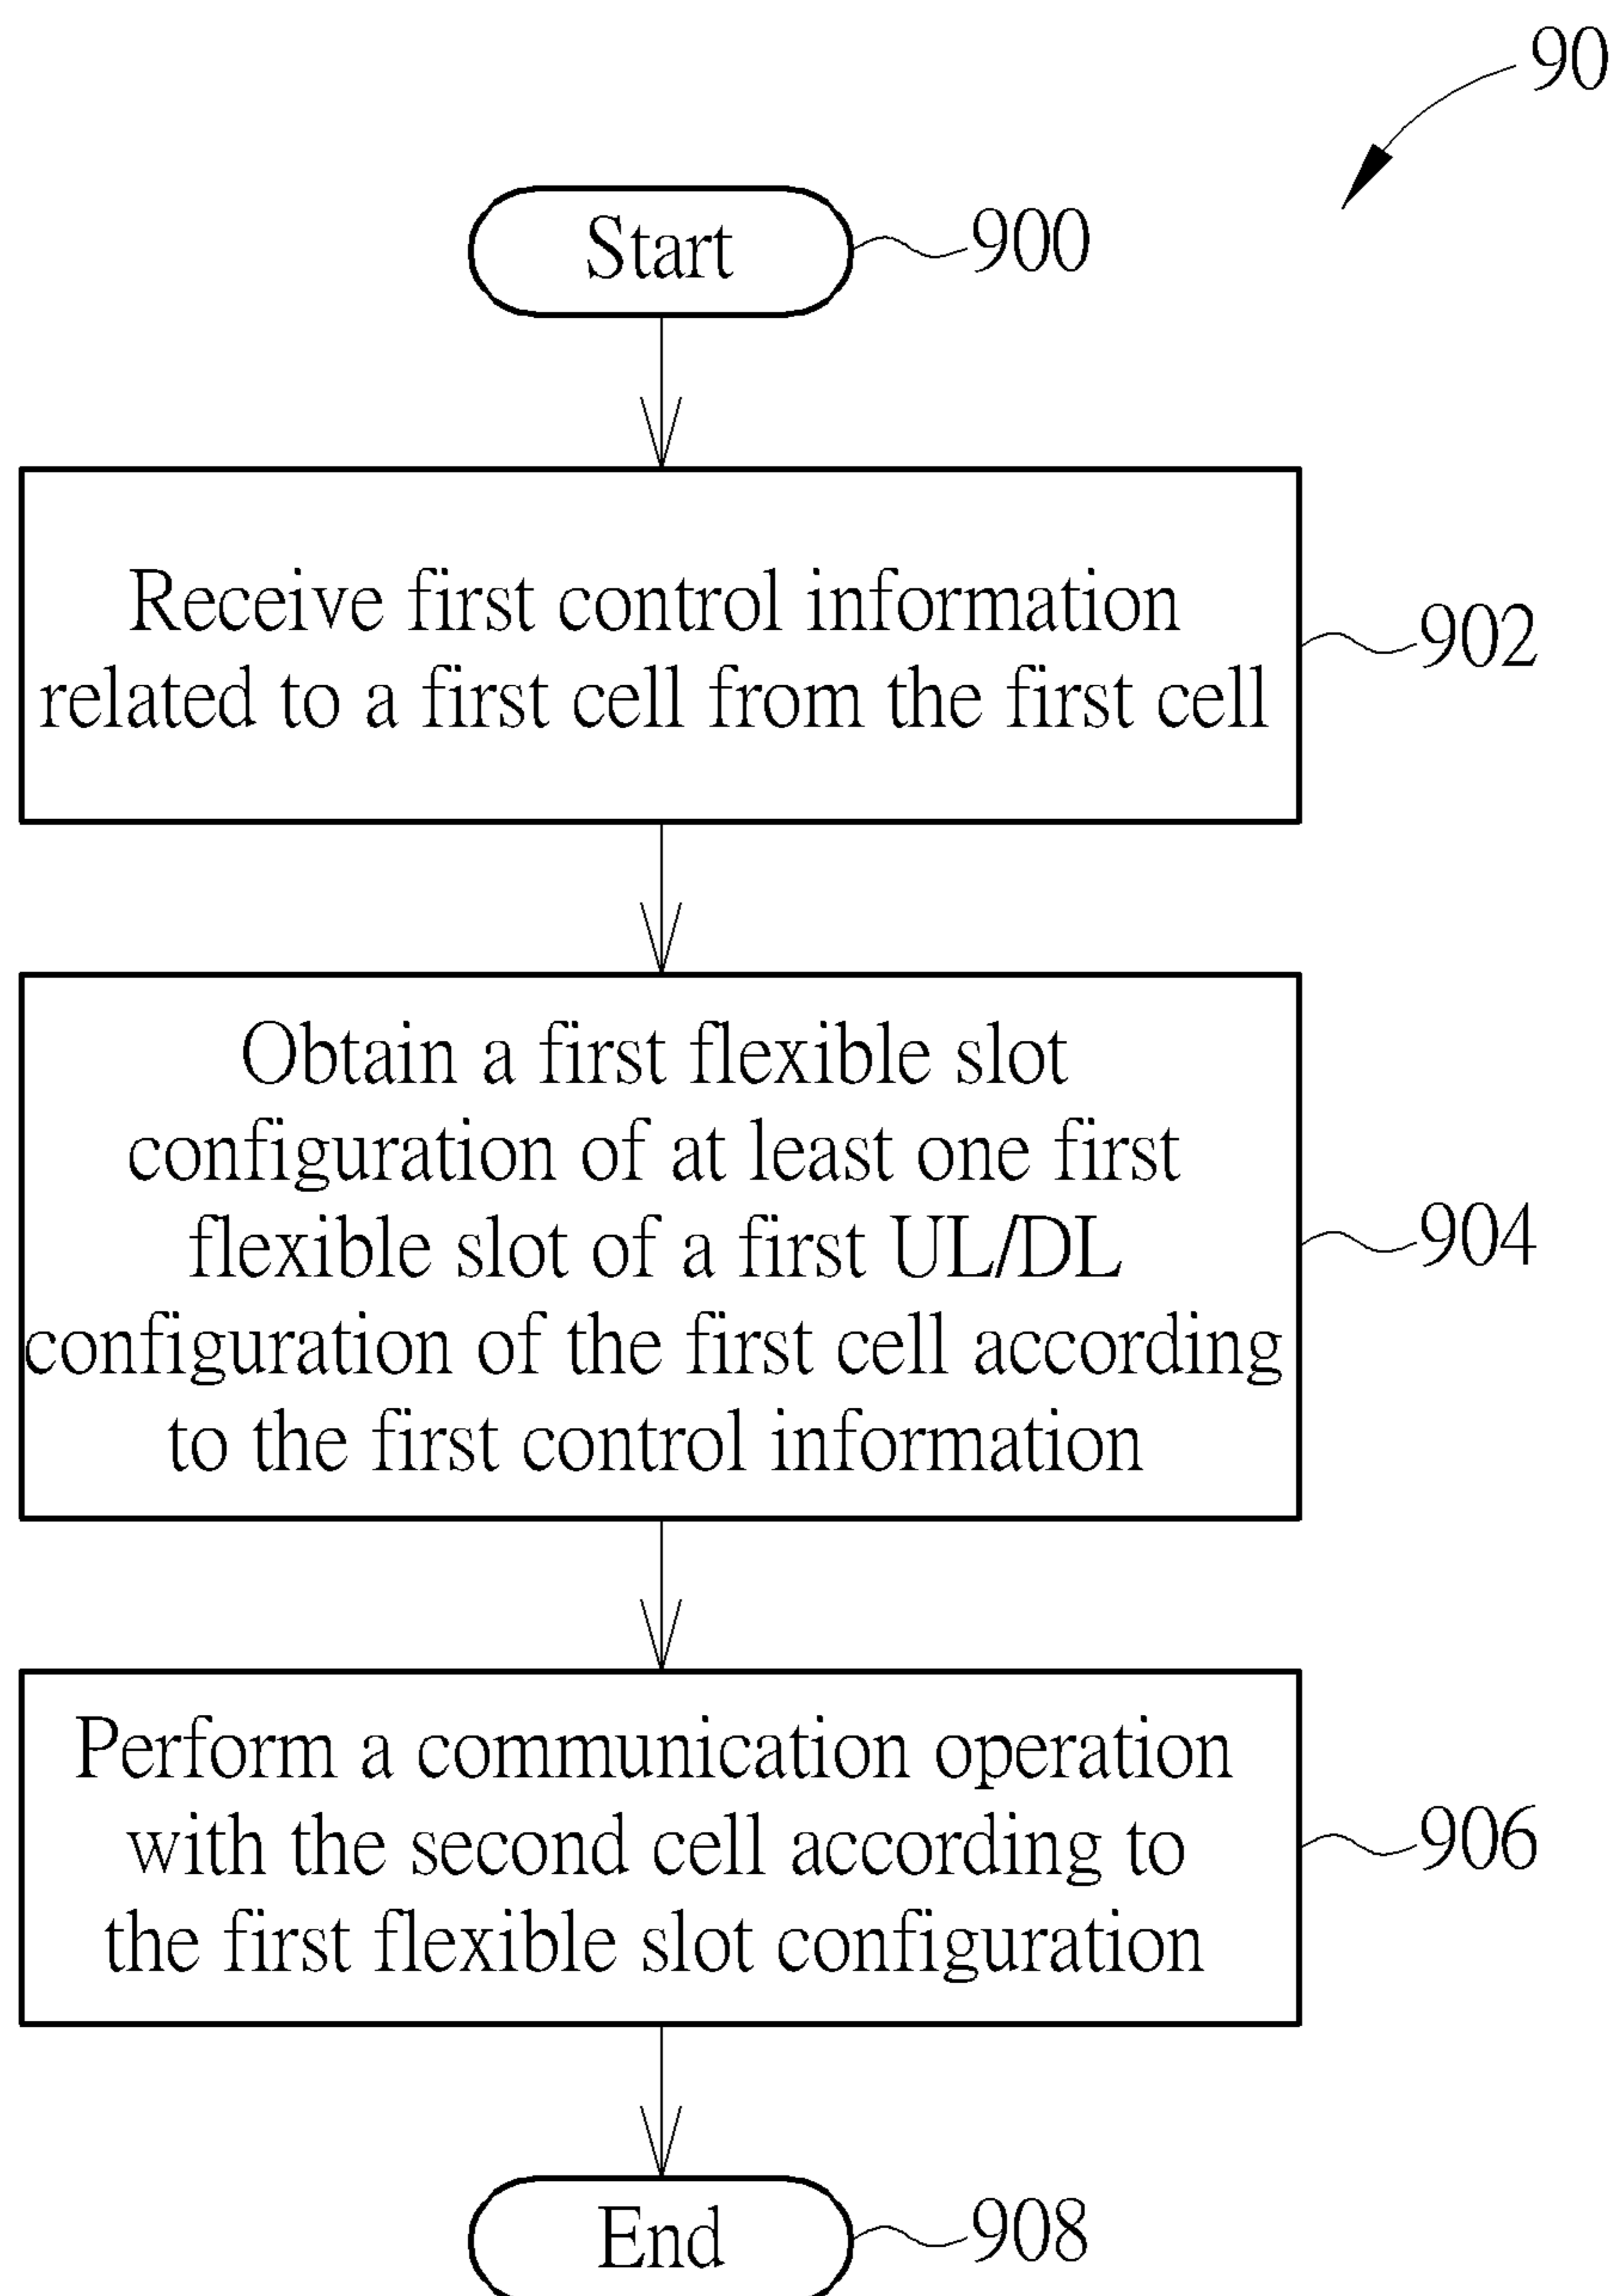 90
Start
900
Receive first control information
related to a first cell from the first cell
902
Obtain a first flexible slot
configuration of at least one first
flexible slot of a first UL/DL
configuration of the first cell according
to the first control information
904
Perform a communication operation
with the second cell according to
the first flexible slot configuration
906
End
908